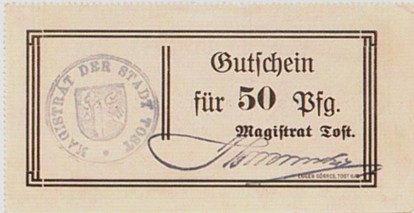 MAGISTRAT DER STADT TOST
Gutschein
für 50 Pfg.
Magistrat Tost.